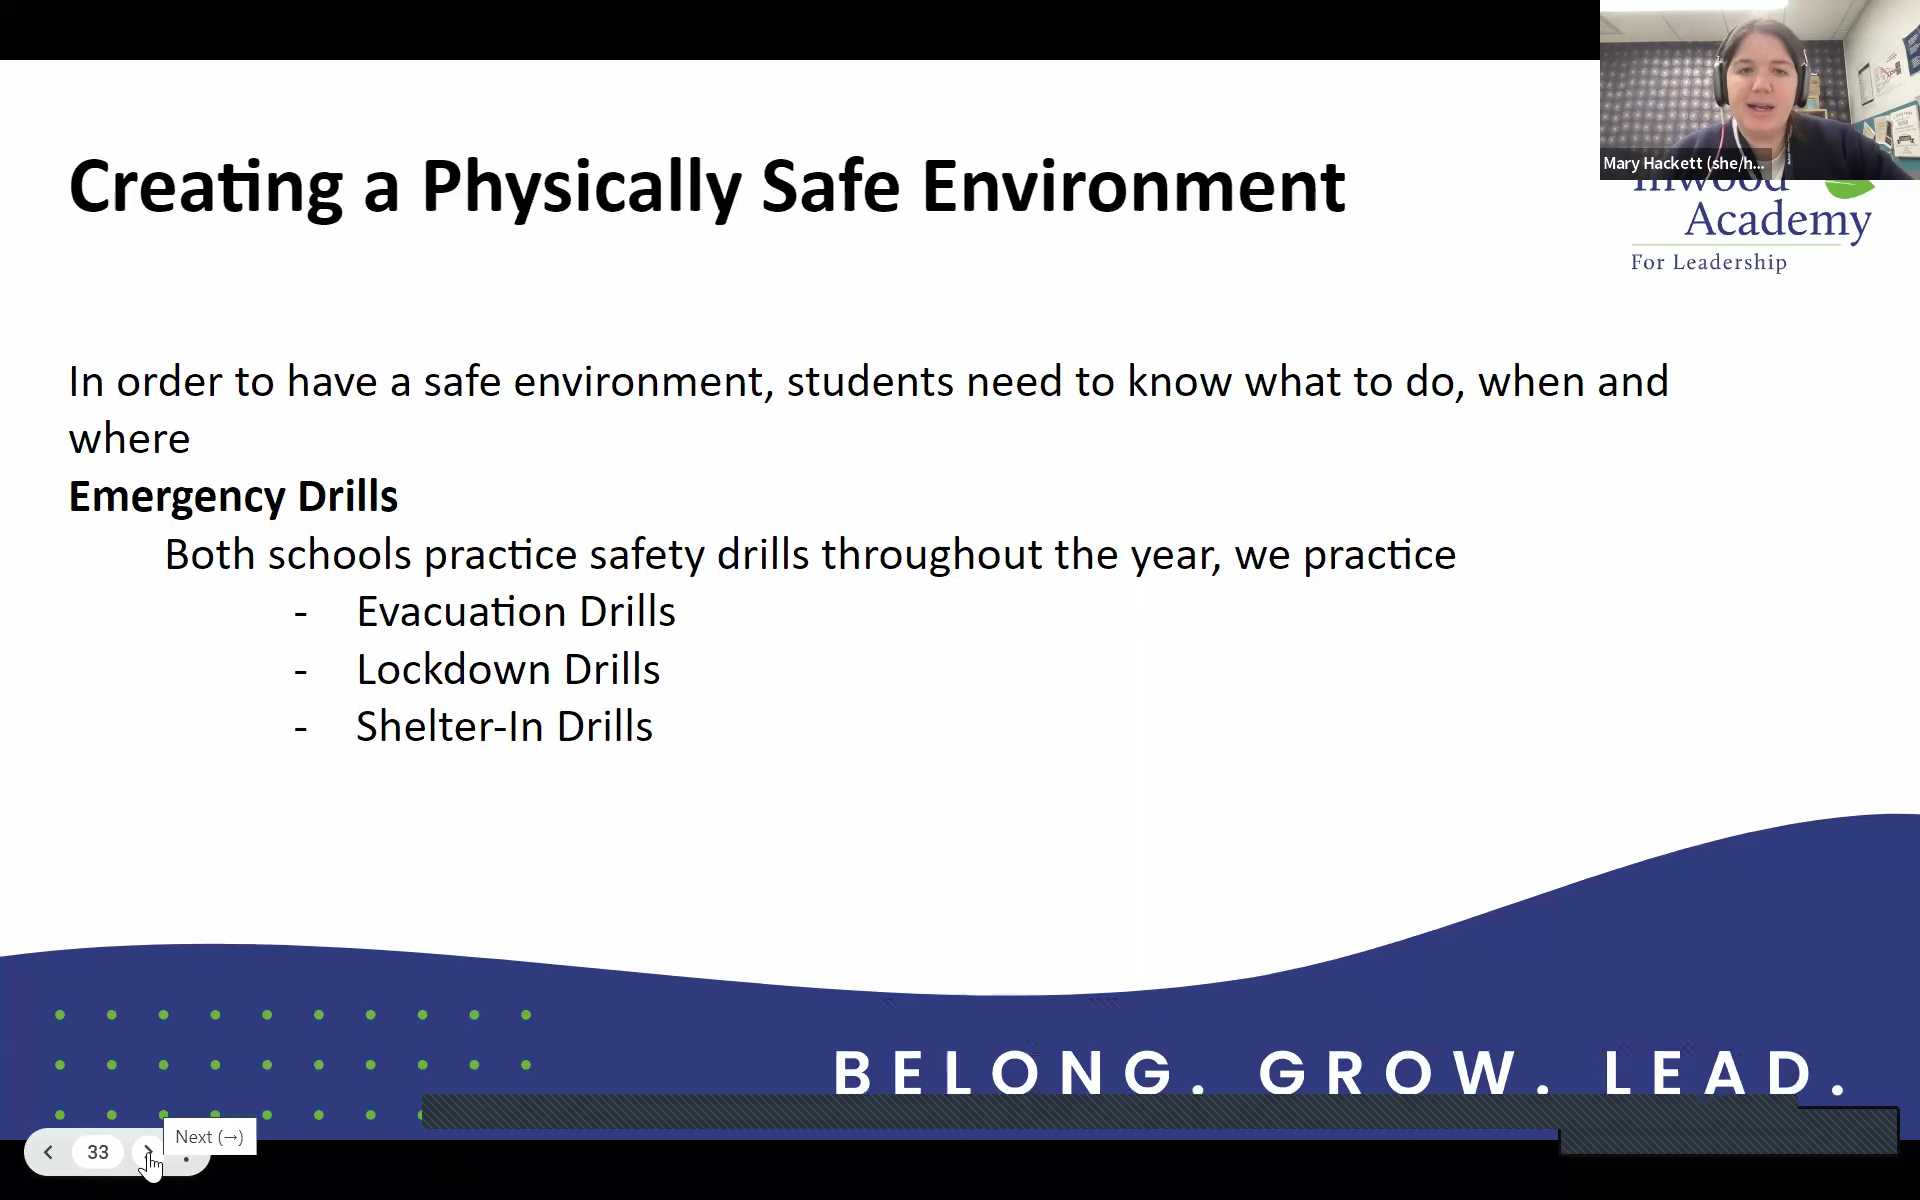 Creating a Physically Safe Environment
Mary Hackett (she/h...
Inwood
Academy
For Leadership
In order to have a safe environment, students need to know what to do, when and
where
Emergency Drills
Both schools practice safety drills throughout the year, we practice
- Evacuation Drills
- Lockdown Drills
- Shelter-In Drills
BELONG. GROW. LEAD.
Next (→)
33